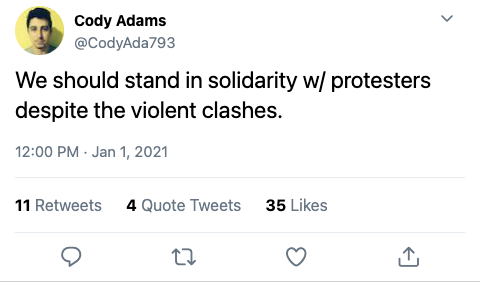 Cody Adams
@CodyAda793
We should stand in solidarity w/ protesters
despite the violent clashes.
12:00 PM · Jan 1, 2021
11 Retweets 4 Quote Tweets 35 Likes